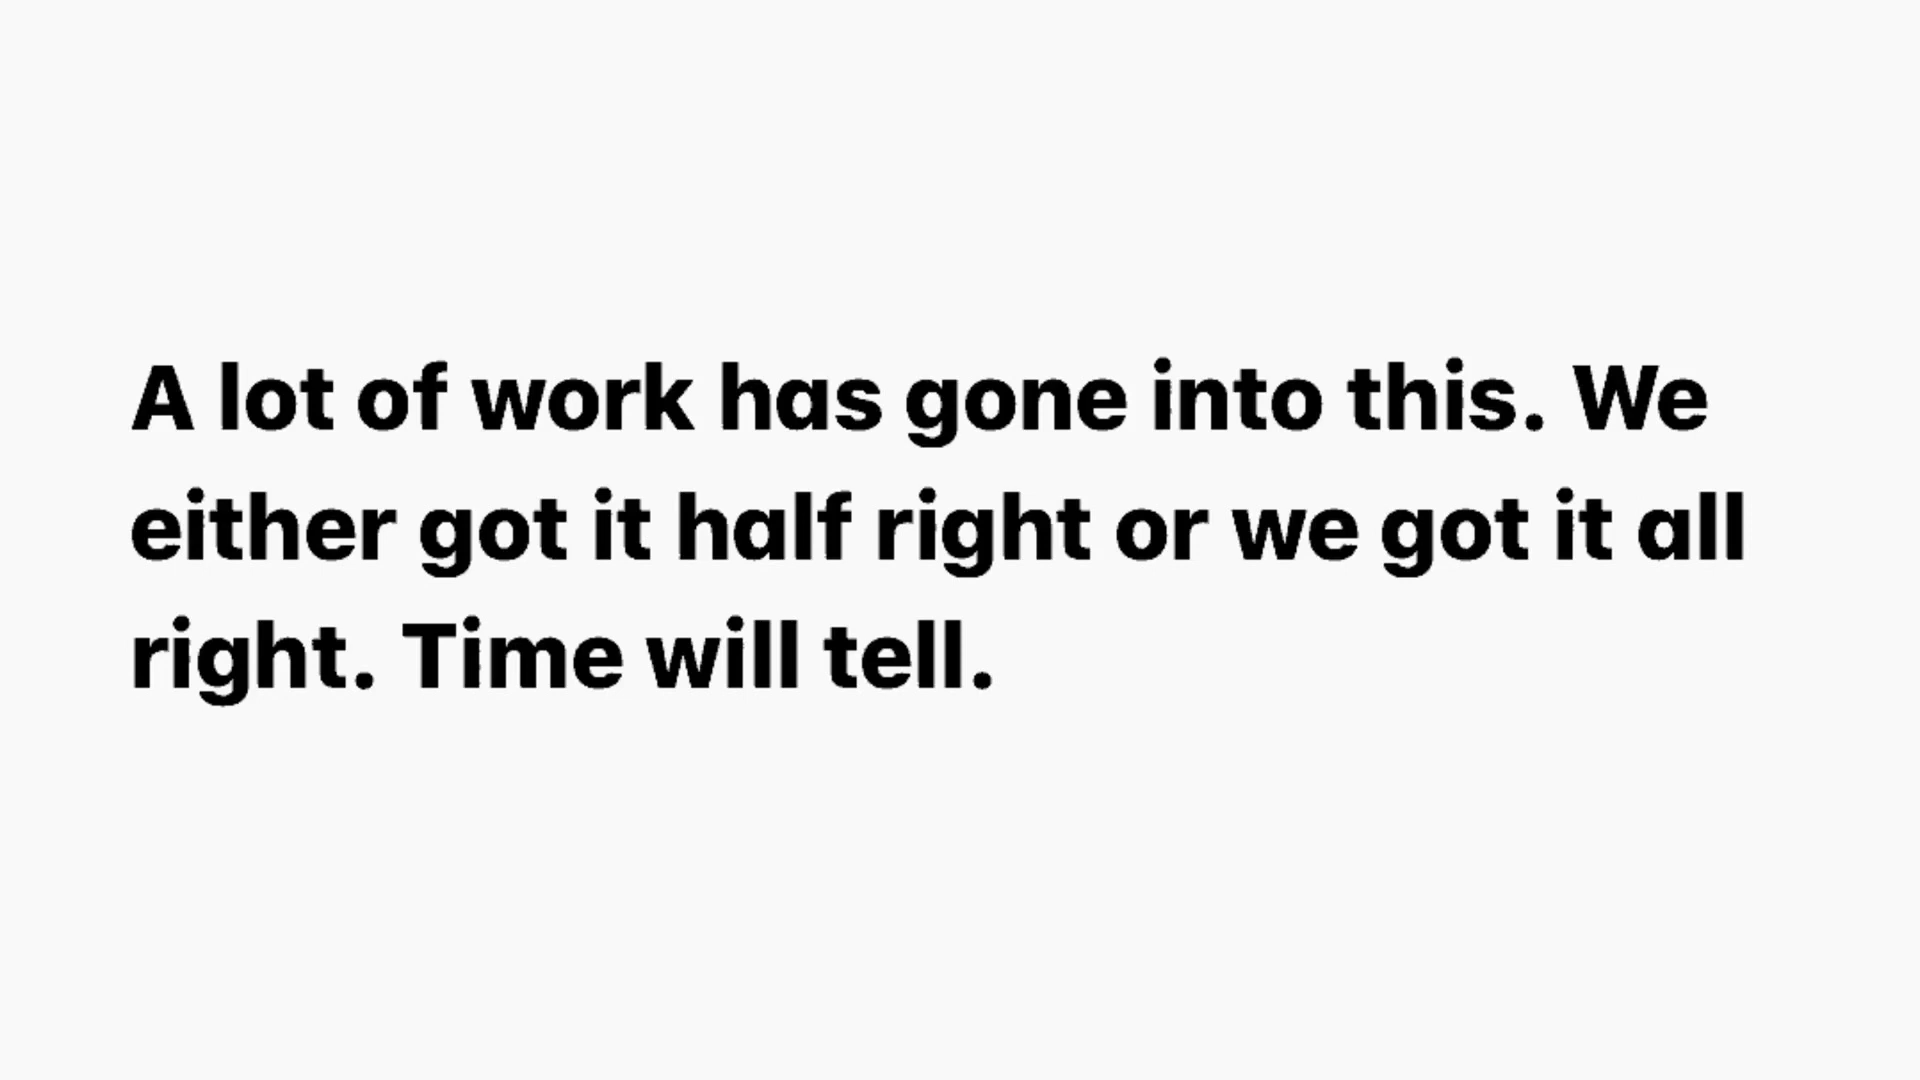 A lot of work has gone into this. We
either got it half right or we got it all
right. Time will tell.